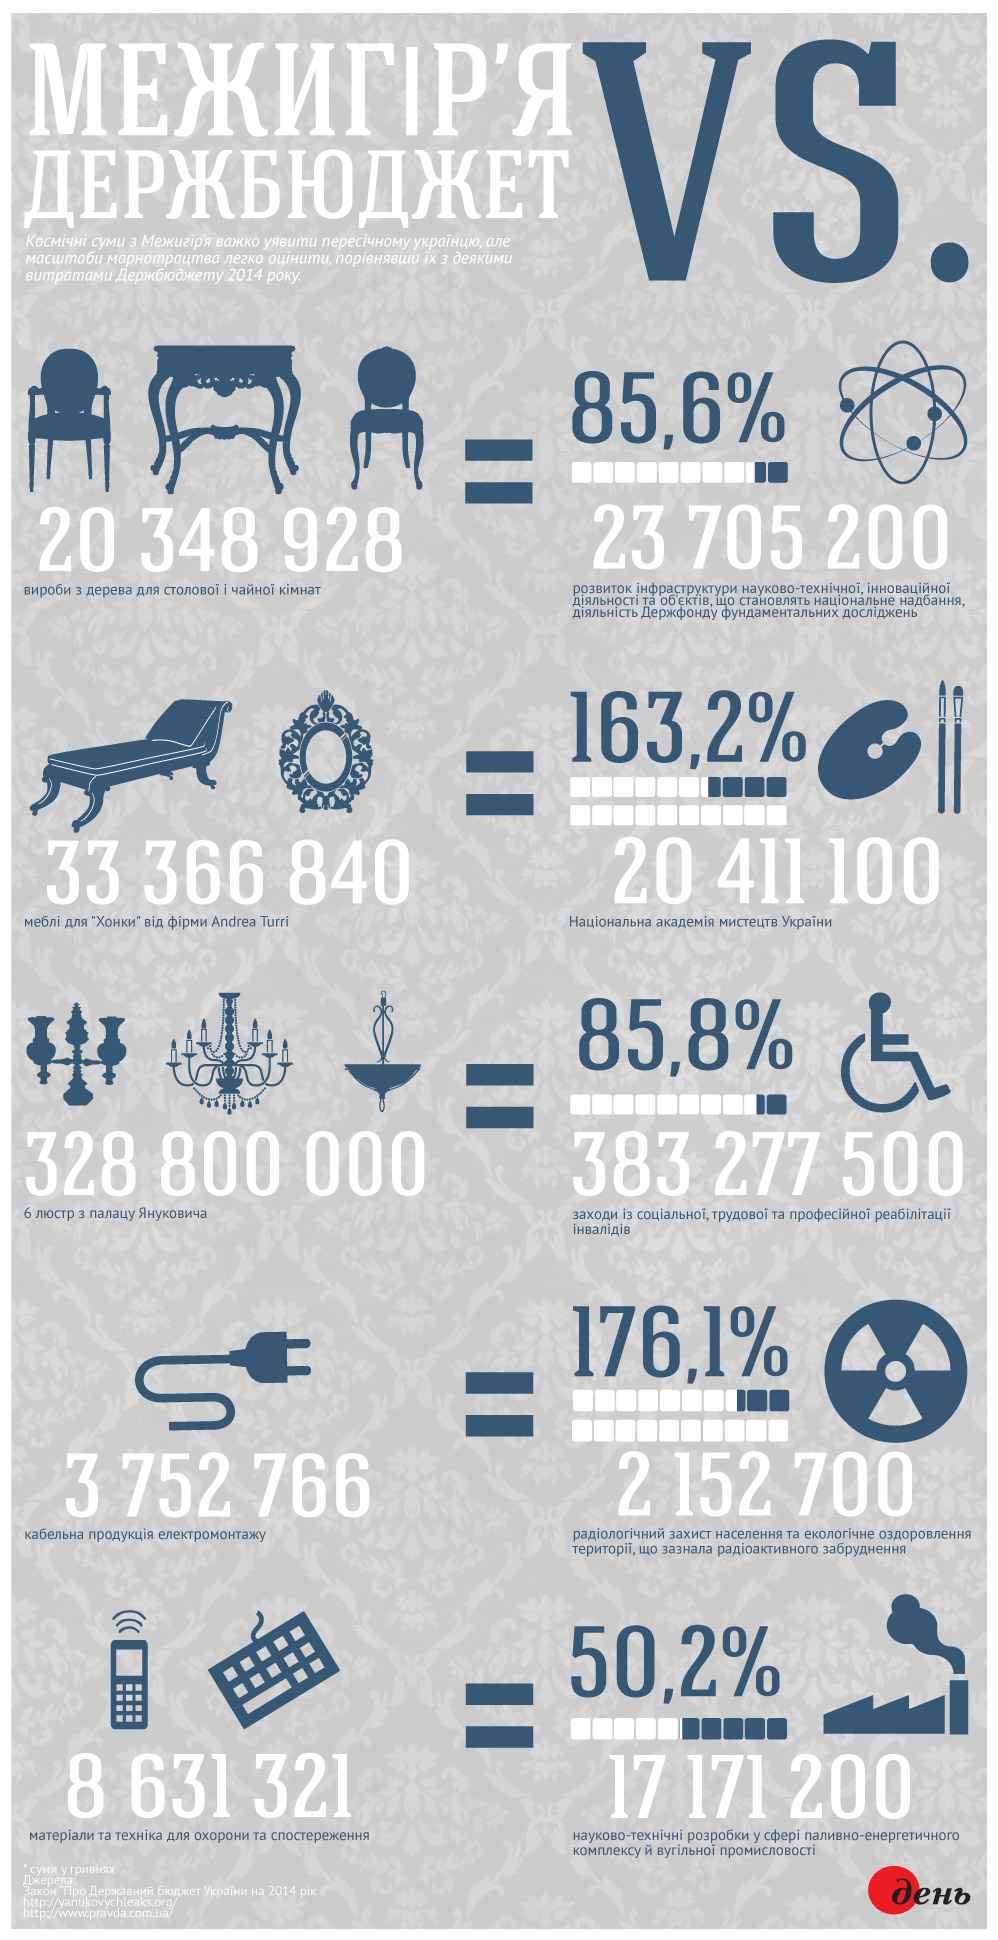 МЕЖИГІР’Я VS.
ДЕРЖБЮДЖЕТ
Космічні суми з Межигір'я важко уявити пересічному українцю, але
масштаби марнотрацтва легко оцінити, порівнявши їх з деякими
витратами Держбюджету 2014 року.
20 348 928
вироби з дерева для столової і чайної кімнат
=
85,6%
23 705 200
розвиток інфраструктури науково-технічної, інноваційної
діяльності та об'єктів, що становлять національне надбання,
діяльність Держфонду фундаментальних досліджень
33 366 840
меблі для "Хонки" від фірми Andrea Turri
=
163,2%
20 411 100
Національна академія мистецтв України
328 800 000
6 люстр з палацу Януковича
=
85,8%
383 277 500
заходи із соціальної, трудової та професійної реабілітації
інвалідів
3 752 766
кабельна продукція електромонтажу
=
176,1%
2 152 700
радіологічний захист населення та екологічне оздоровлення
території, що зазнала радіоактивного забруднення
8 631 321
матеріали та техніка для охорони та спостереження
=
50,2%
17 171 200
науково-технічні розробки у сфері паливно-енергетичного
комплексу й вугільної промисловості
* суми у гривнях
Джерела:
Закон "Про Державний бюджет України на 2014 рік
http://yanukovychleaks.org/
http://www.pravda.com.ua/
день